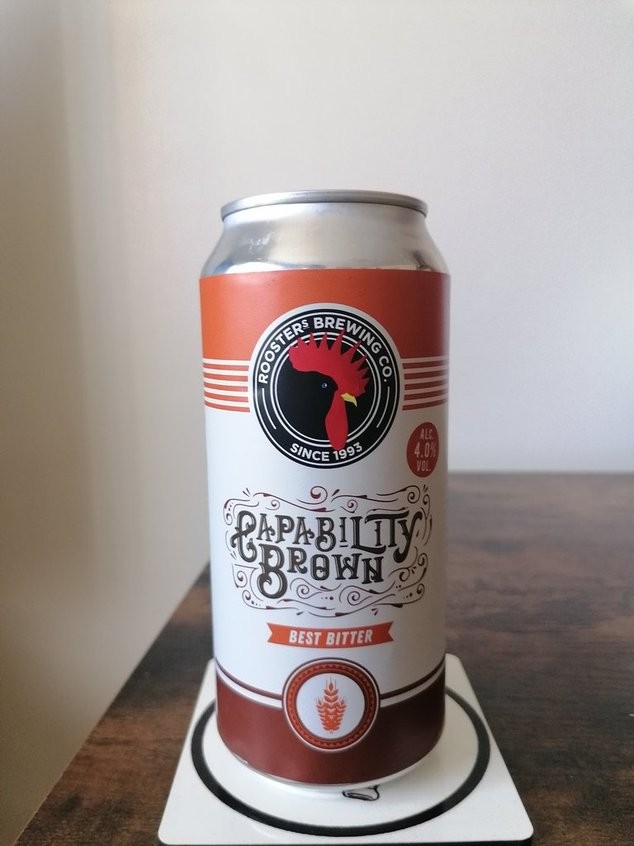 ROOSTERS BREWING CO.
SINCE 1993
ALC.
4.0%
VOL.
CAPABILITY
BROWN
BEST BITTER